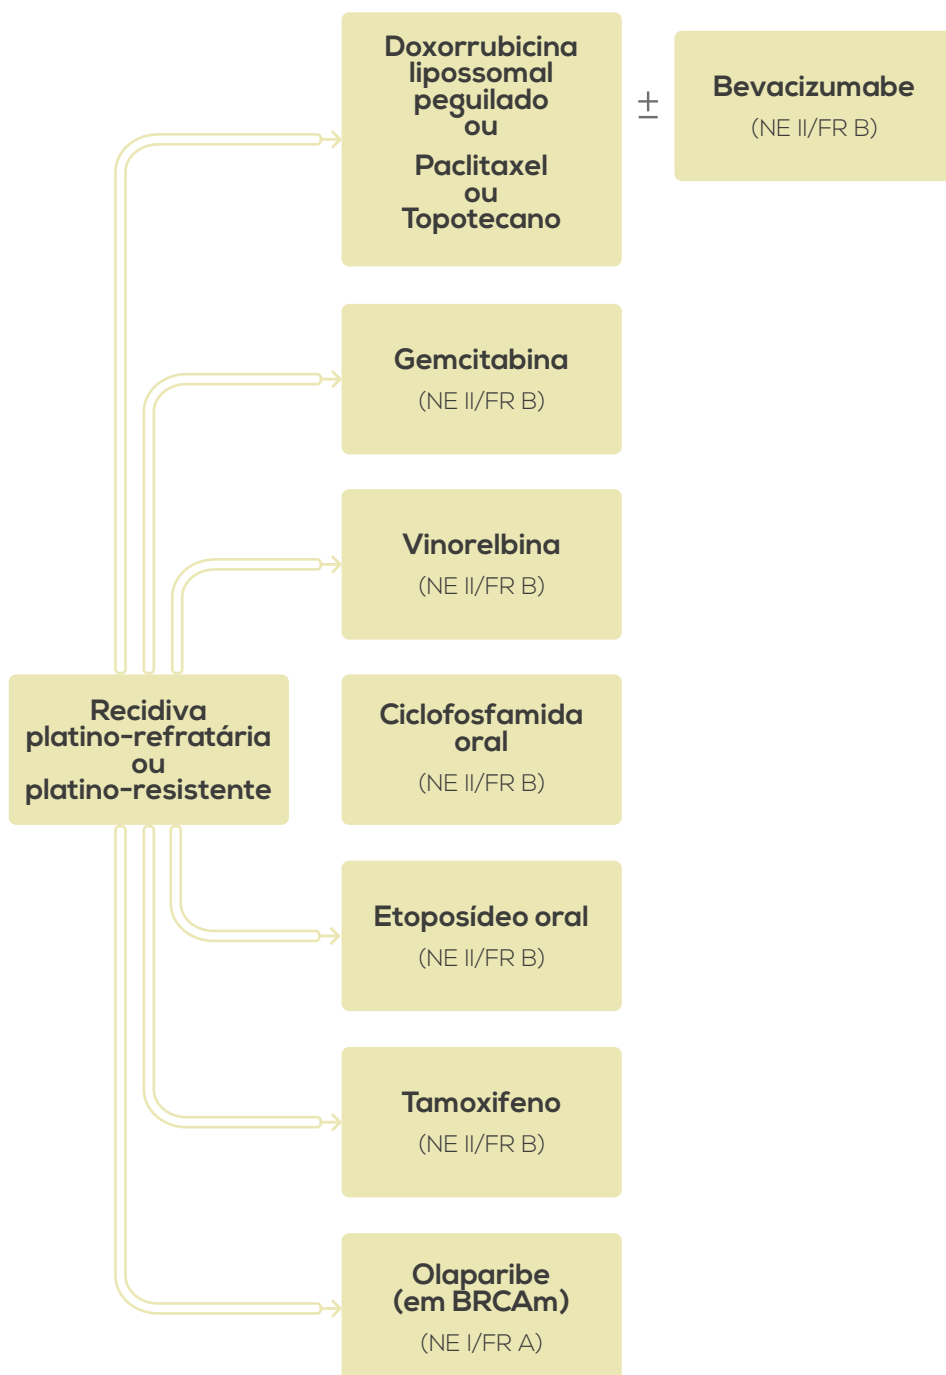 Doxorrubicina
lipossomal
peguilado
ou
Paclitaxel
ou
Topotecano
±
Bevacizumabe
(NE II/FR B)
Gemcitabina
(NE II/FR B)
Vinorelbina
(NE II/FR B)
Recidiva
platino-refratária
ou
platino-resistente
Ciclofosfamida
oral
(NE II/FR B)
Etoposídeo oral
(NE II/FR B)
Tamoxifeno
(NE II/FR B)
Olaparibe
(em BRCAm)
(NE I/FR A)